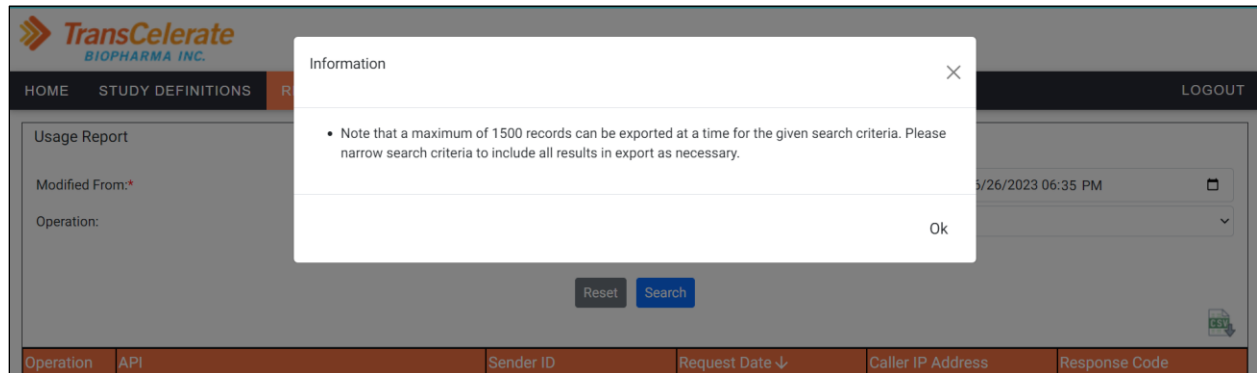 TransCelerate
BIOPHARMA INC.
Information
HOME STUDY DEFINITIONS R LOGOUT
Usage Report
• Note that a maximum of 1500 records can be exported at a time for the given search criteria. Please
narrow search criteria to include all results in export as necessary.
Modified From:* 6/26/2023 06:35 PM
Operation:
Ok
Reset Search
CSV
Operation API Sender ID Request Date ↓ Caller IP Address Response Code